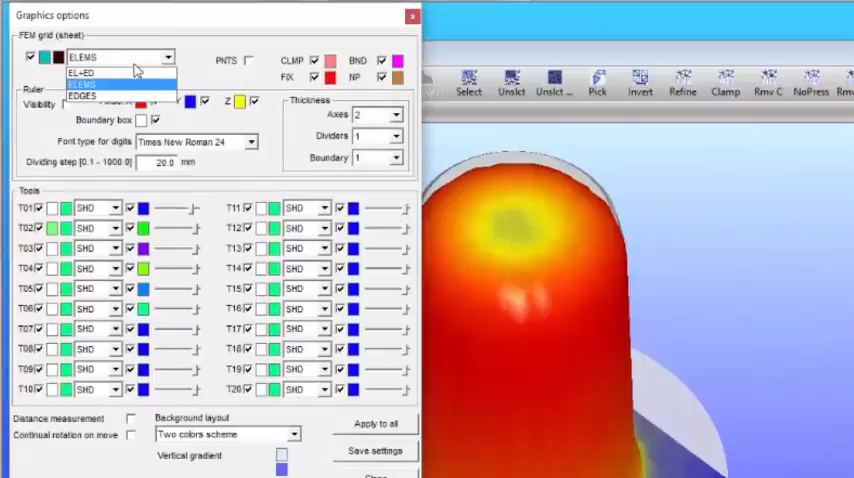 Graphics options
FEM grid (sheet)
ELEMS
EL+ED
ELEMS
EDGES
PNTS
CLMP
BND
FIX
NP
Ruler
Visibility
Z
Boundary box
Font type for digits
Times New Roman 24
Dividing step [0.1 - 1000.0]
20.0
mm
Thickness
Axes
2
Dividers
1
Boundary
1
Tools
T01 SHD T11 SHD
T02 SHD T12 SHD
T03 SHD T13 SHD
T04 SHD T14 SHD
T05 SHD T15 SHD
T06 SHD T16 SHD
T07 SHD T17 SHD
T08 SHD T18 SHD
T09 SHD T19 SHD
T10 SHD T20 SHD
Distance measurement
Continual rotation on move
Background layout
Two colors scheme
Vertical gradient
Apply to all
Save settings
Select
Unslct
Unslct ...
Pick
Invert
Refine
Clamp
Rmv C
NoPress
Rmv